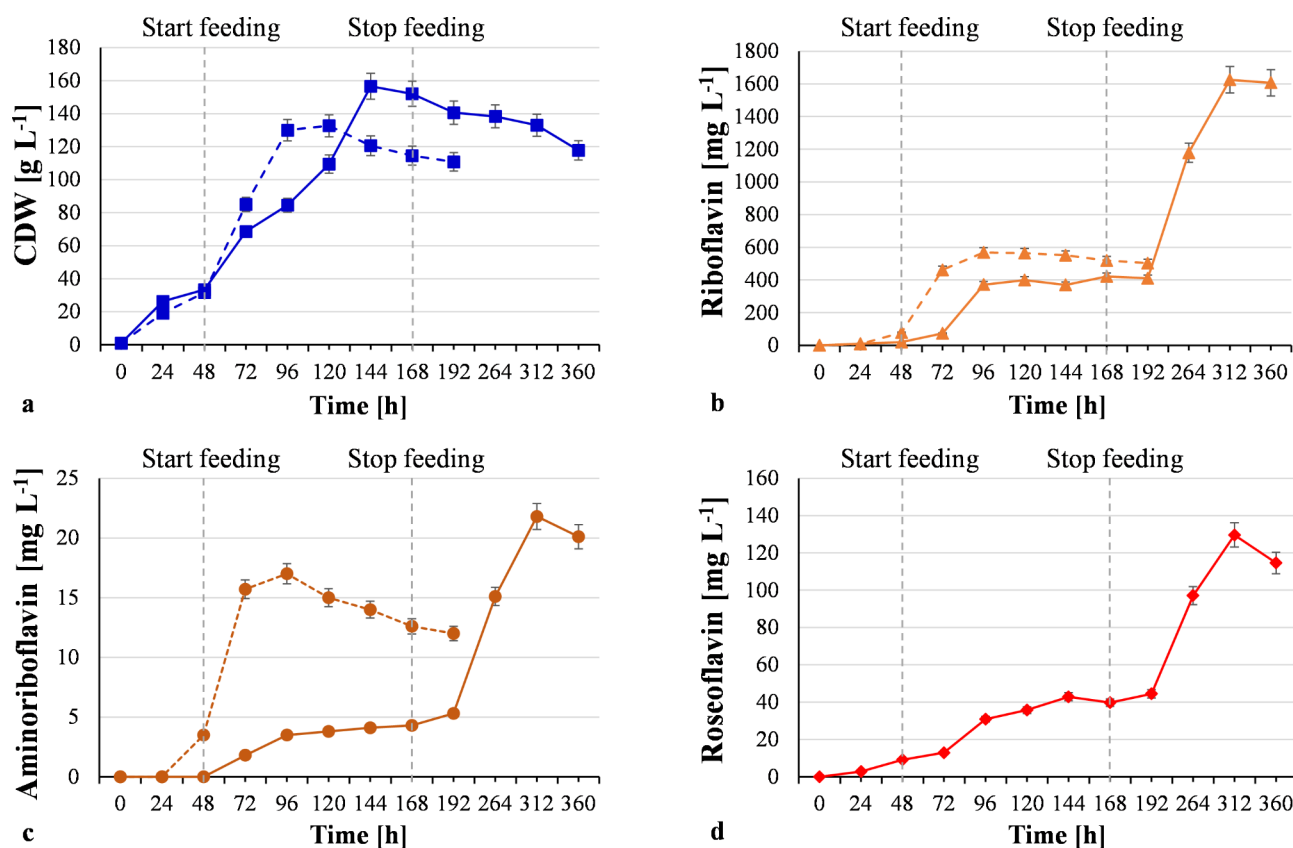 Start feeding Stop feeding
CDW [g L-1]
180
160
140
120
100
80
60
40
20
0
0 24 48 72 96 120 144 168 192 264 312 360
a Time [h]
Start feeding Stop feeding
Riboflavin [mg L-1]
1800
1600
1400
1200
1000
800
600
400
200
0
0 24 48 72 96 120 144 168 192 264 312 360
b Time [h]
Start feeding Stop feeding
Aminoriboflavin [mg L-1]
25
20
15
10
5
0
0 24 48 72 96 120 144 168 192 264 312 360
c Time [h]
Start feeding Stop feeding
Roseoflavin [mg L-1]
160
140
120
100
80
60
40
20
0
0 24 48 72 96 120 144 168 192 264 312 360
d Time [h]